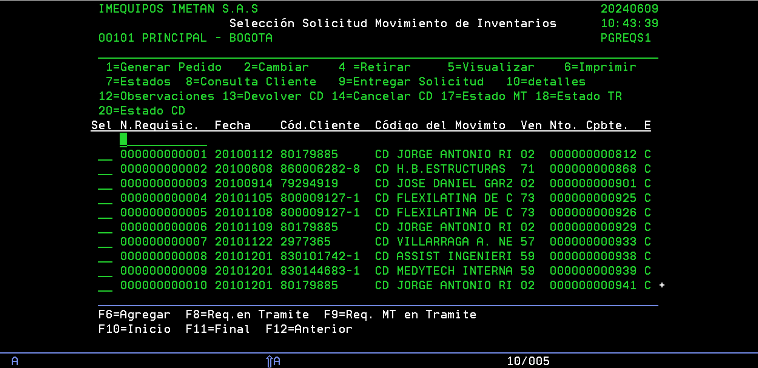 IMEQUIPOS IMETAN S.A.S 20240609
Selección Solicitud Movimiento de Inventarios 10:43:39
00101 PRINCIPAL - BOGOTA PGREQS1
1=Generar Pedido 2=Cambiar 4 =Retirar 5=Visualizar 6=Imprimir
7=Estados 8=Consulta Cliente 9=Entregar Solicitud 10=detalles
12=Observaciones 13=Devolver CD 14=Cancelar CD 17=Estado MT 18=Estado TR
20=Estado CD
Sel N.Requisic. Fecha Cód.Cliente Código del Movimto Ven Nto. Cpbte. E
__ 000000000001 20100112 80179885 CD JORGE ANTONIO RI 02 000000000812 C
__ 000000000002 20100608 860006282-8 CD H.B.ESTRUCTURAS 71 000000000868 C
__ 000000000003 20100914 79294919 CD JOSE DANIEL GARZ 02 000000000901 C
__ 000000000004 20101105 800009127-1 CD FLEXILATINA DE C 73 000000000925 C
__ 000000000005 20101108 800009127-1 CD FLEXILATINA DE C 73 000000000926 C
__ 000000000006 20101109 80179885 CD JORGE ANTONIO RI 02 000000000929 C
__ 000000000007 20101122 2977365 CD VILLARRAGA A. NE 57 000000000933 C
__ 000000000008 20101201 830101742-1 CD ASSIST INGENIERI 59 000000000938 C
__ 000000000009 20101201 830144683-1 CD MEDYTECH INTERNA 59 000000000939 C
__ 000000000010 20101201 80179885 CD JORGE ANTONIO RI 02 000000000941 C +
F6=Agregar F8=Req.en Tramite F9=Req. MT en Tramite
F10=Inicio F11=Final F12=Anterior
A ⇑A 10/005